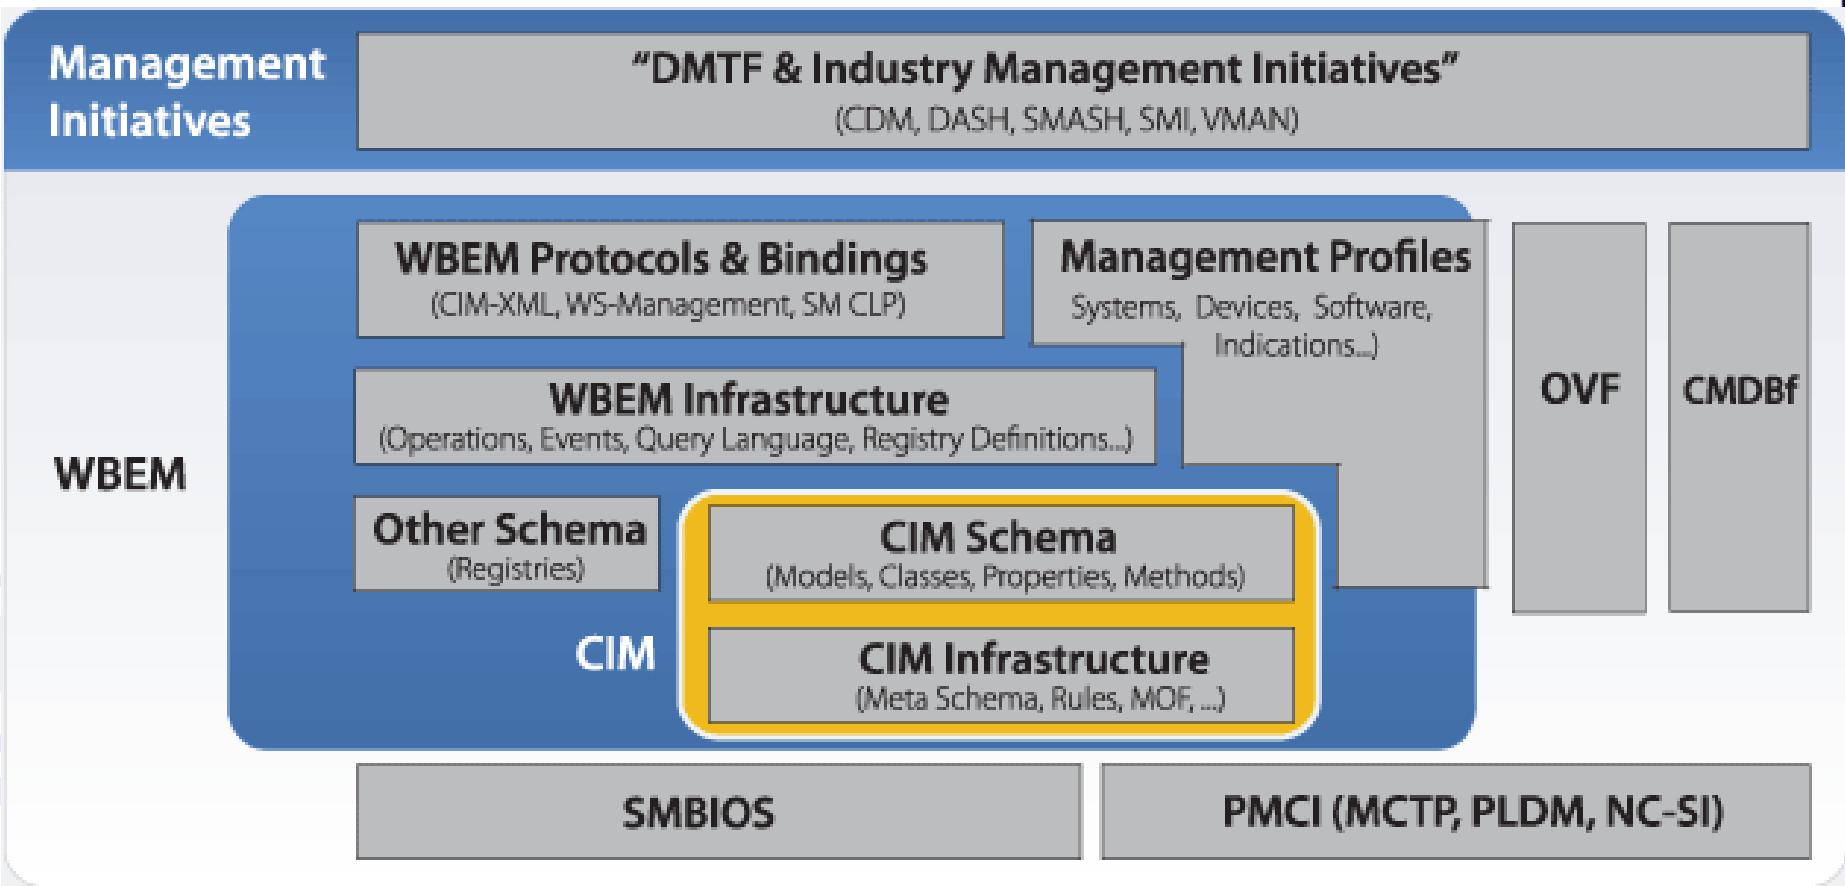 Management
Initiatives
“DMTF & Industry Management Initiatives”
(CDM, DASH, SMASH, SMI, VMAN)
WBEM Protocols & Bindings
(CIM-XML, WS-Management, SM CLP)
Management Profiles
Systems, Devices, Software,
Indications...)
OVF
CMDBf
WBEM Infrastructure
(Operations, Events, Query Language, Registry Definitions...)
WBEM
Other Schema
(Registries)
CIM Schema
(Models, Classes, Properties, Methods)
CIM
CIM Infrastructure
(Meta Schema, Rules, MOF, ...)
SMBIOS
PMCI (MCTP, PLDM, NC-SI)